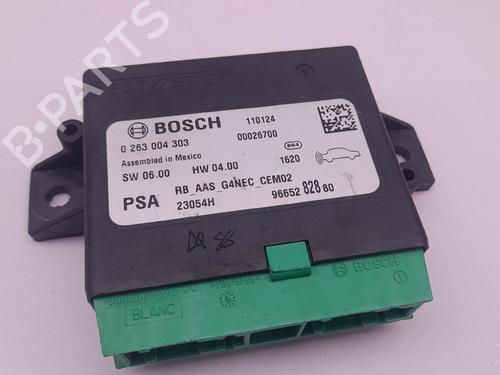 B-PARTS
BOSCH
110124
0 263 004 303
00026700
Assembled in Mexico
1620
SW 06.00 HW 04.00
RB_AAS_G4NEC_CEM02
PSA
23054H
96652 828 80
BOSCH
BLANC